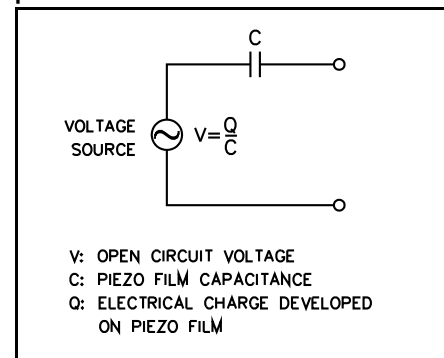 C
VOLTAGE
SOURCE
V=Q/C
V: OPEN CIRCUIT VOLTAGE
C: PIEZO FILM CAPACITANCE
Q: ELECTRICAL CHARGE DEVELOPED
ON PIEZO FILM